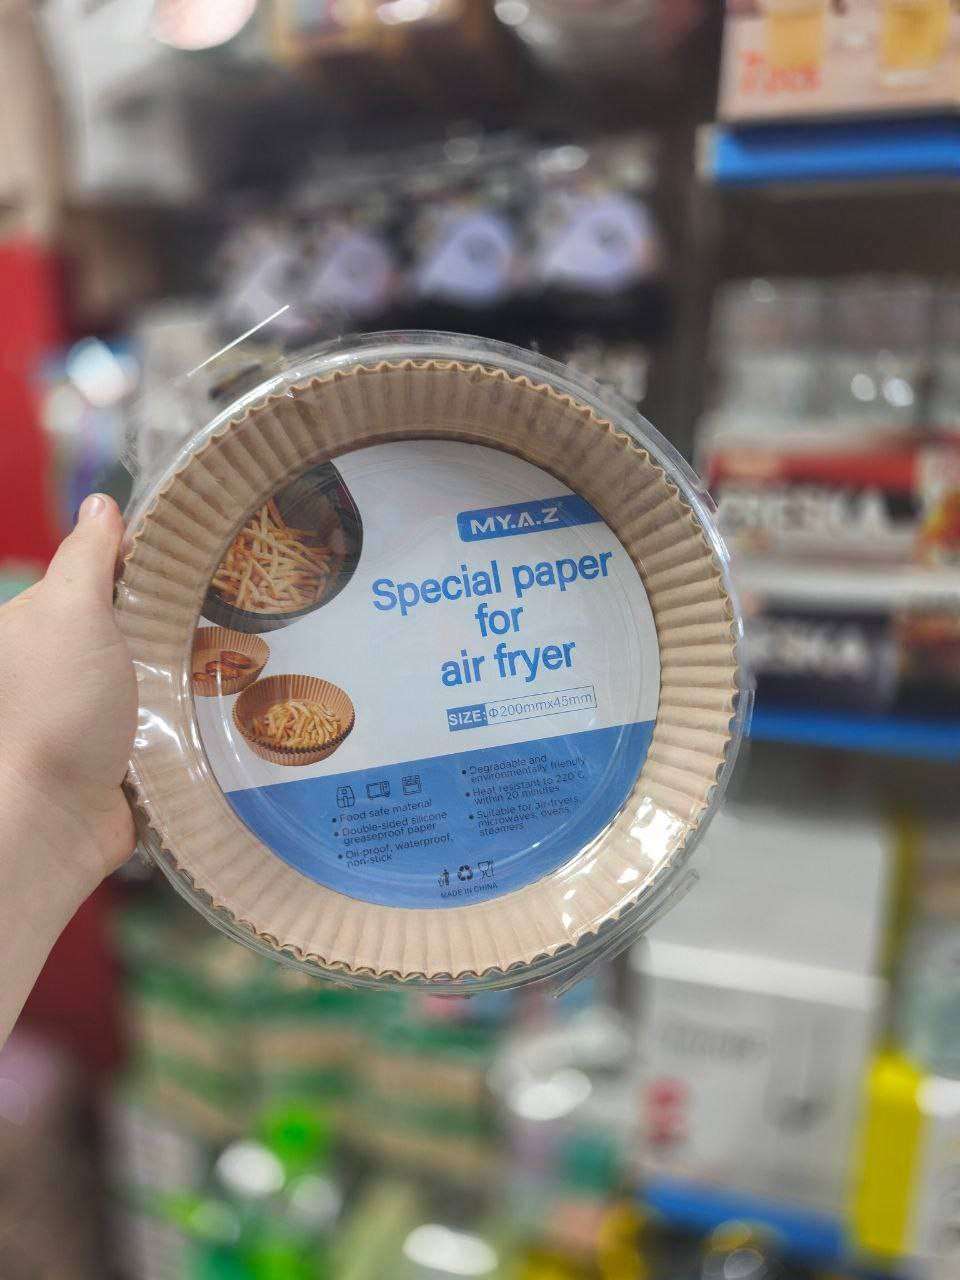 MY.A.Z
Special paper
for
air fryer
SIZE: Φ200mmx45mm
• Food safe material
• Double-sided silicone
greaseproof paper
• Oil-proof, waterproof,
non-stick
• Degradable and
environmentally friendly
• Heat resistant to 220 C,
within 20 minutes
• Suitable for air-fryers,
microwaves, ovens,
steamers
MADE IN CHINA